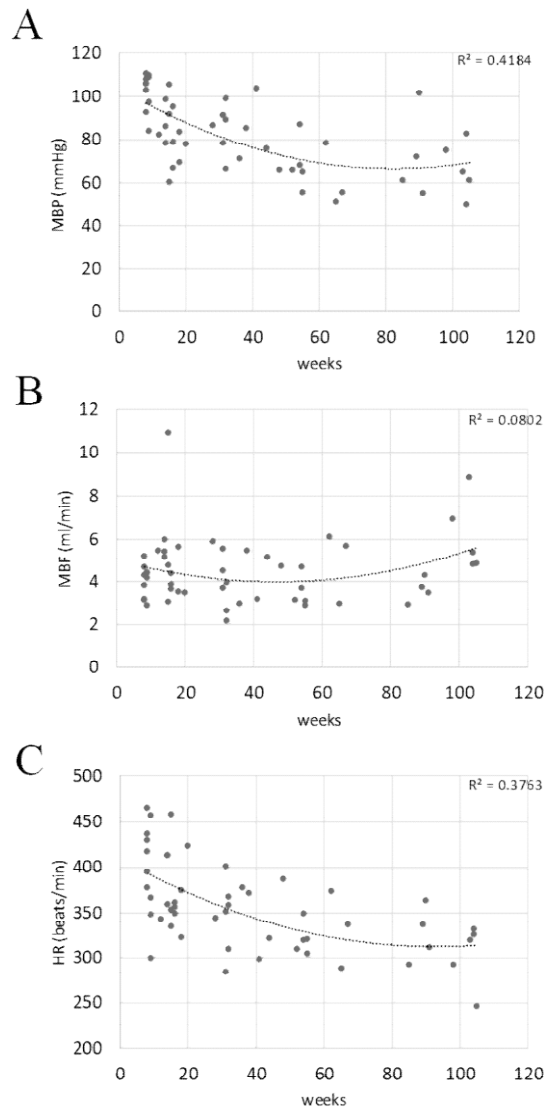 A
R² = 0.4184
120
100
80
60
40
20
0
MBP (mmHg)
0 20 40 60 80 100 120
weeks
B
R² = 0.0802
12
10
8
6
4
2
0
MBF (ml/min)
0 20 40 60 80 100 120
weeks
C
R² = 0.3763
500
450
400
350
300
250
200
HR (beats/min)
0 20 40 60 80 100 120
weeks